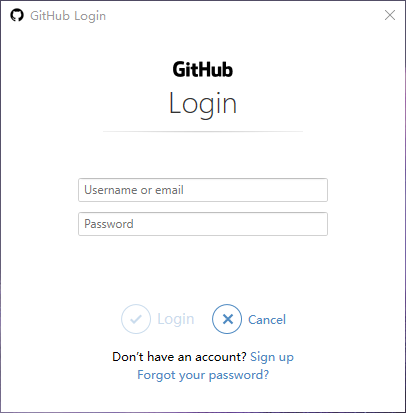 GitHub Login
GitHub
Login
Username or email
Password
Login Cancel
Don't have an account? Sign up
Forgot your password?